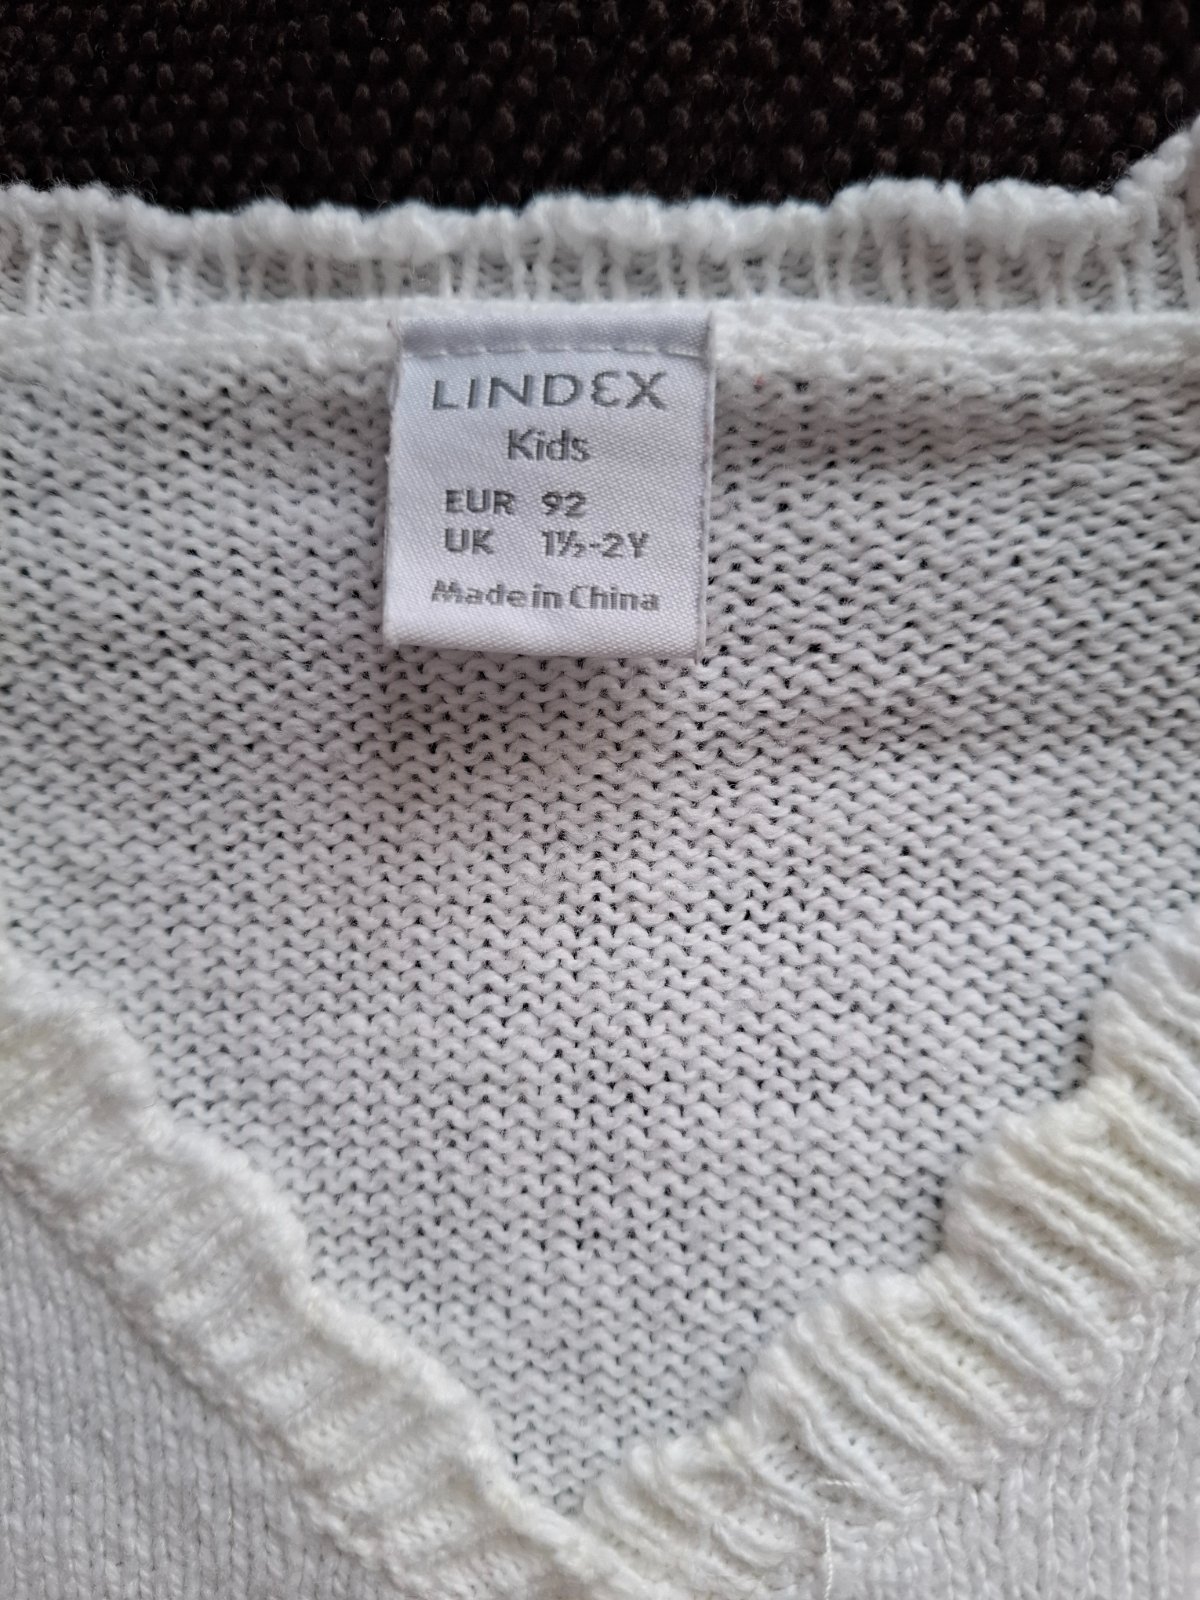 LINDEX
Kids
EUR 92
UK 1½-2Y
Made in China